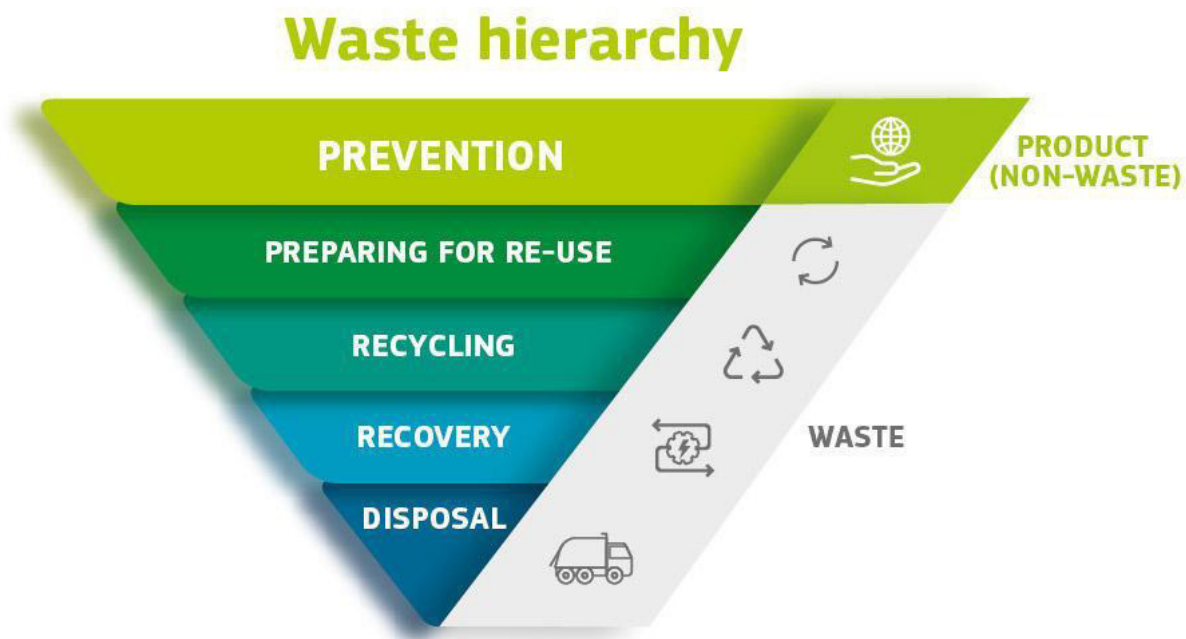 Waste hierarchy
PREVENTION
PRODUCT
(NON-WASTE)
PREPARING FOR RE-USE
RECYCLING
RECOVERY
WASTE
DISPOSAL